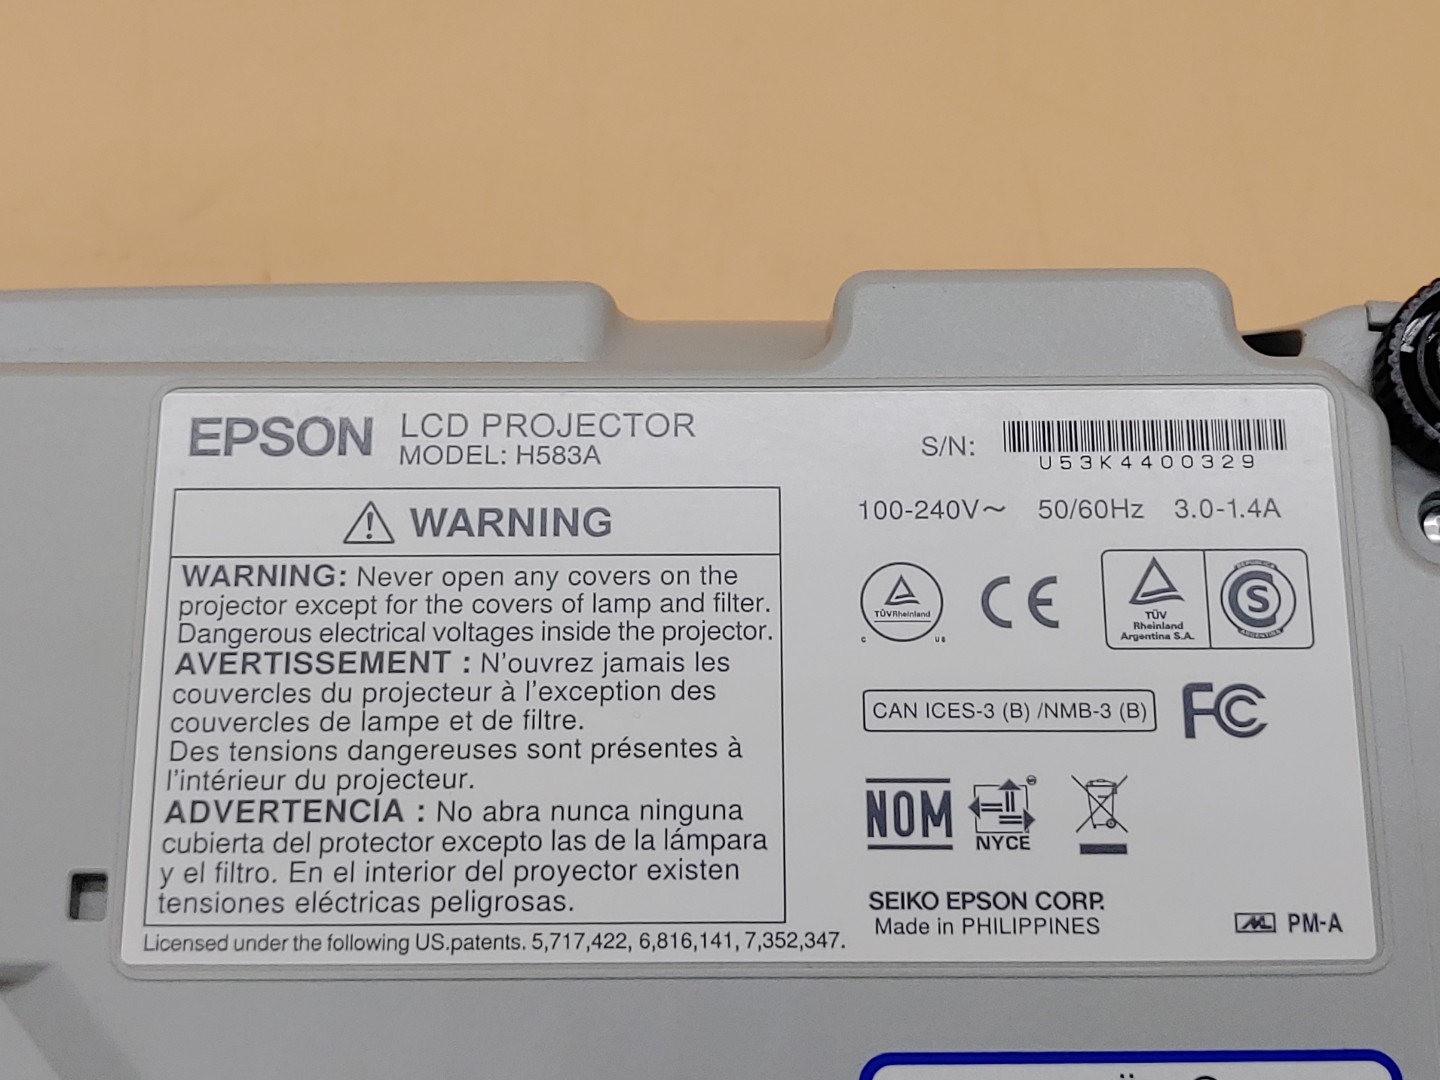 EPSON LCD PROJECTOR
MODEL: H583A
S/N:
U53K4400329
100-240V~ 50/60Hz 3.0-1.4A
WARNING
WARNING: Never open any covers on the
projector except for the covers of lamp and filter.
Dangerous electrical voltages inside the projector.
AVERTISSEMENT : N'ouvrez jamais les
couvercles du projecteur à l'exception des
couvercles de lampe et de filtre.
Des tensions dangereuses sont présentes à
l'intérieur du projecteur.
ADVERTENCIA : No abra nunca ninguna
cubierta del protector excepto las de la lámpara
y el filtro. En el interior del proyector existen
tensiones eléctricas peligrosas.
Licensed under the following US.patents. 5,717,422, 6,816,141, 7,352,347.
TÜVRheinland
C US
CE
TÜV
Rheinland
Argentina S.A.
REPUBLICA
S
ARGENTINA
CAN ICES-3 (B) /NMB-3 (B)
FC
NOM
NYCE
SEIKO EPSON CORP.
Made in PHILIPPINES
PM-A